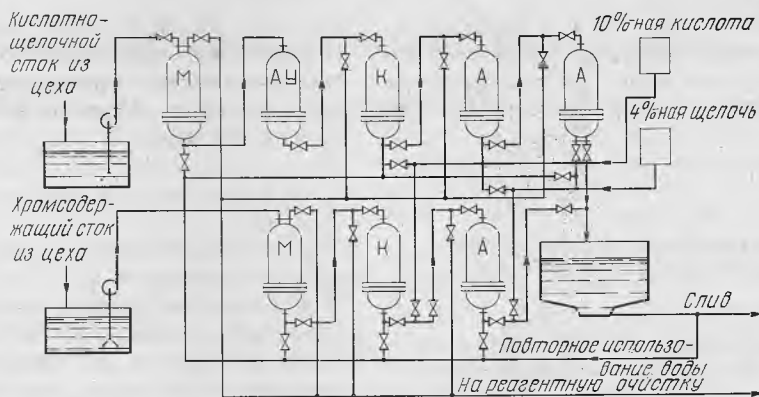 Кислотно-
щелочной
сток из
цеха
10%-ная кислота
М
АУ
К
А
А
4%ная щелочь
Хромсодер-
жащий сток
из цеха
М
К
А
Слив
Повторное использо-
вание воды
На реагентную очистку